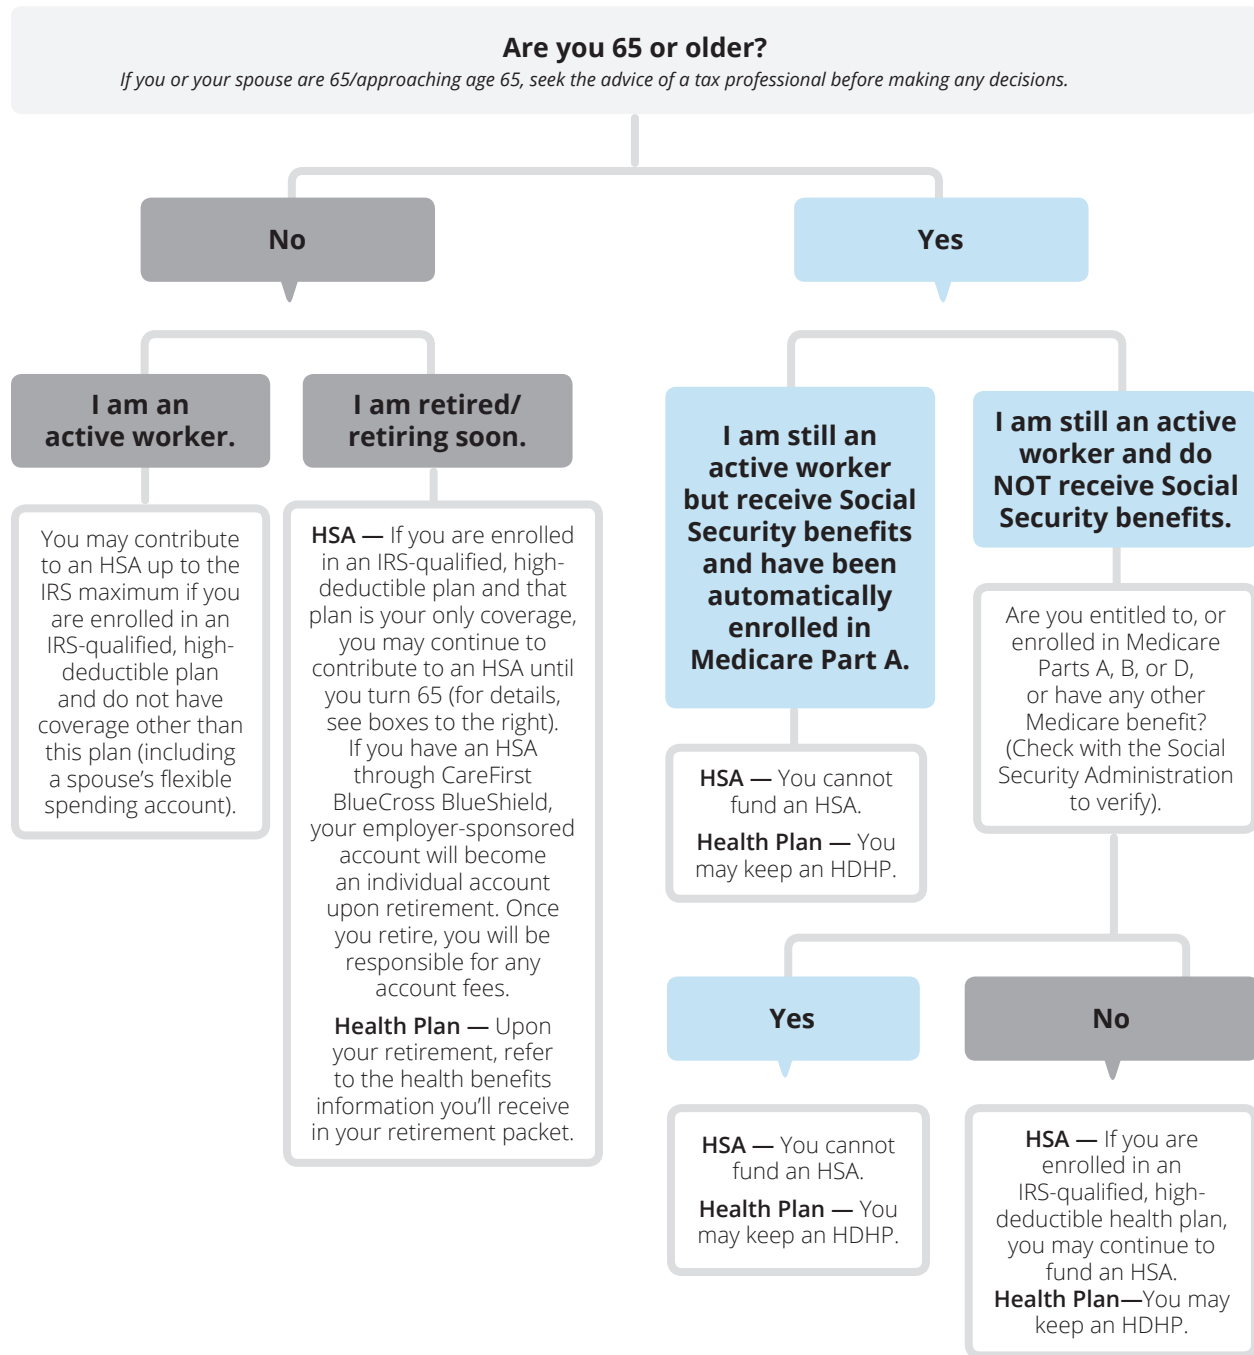 Are you 65 or older?
If you or your spouse are 65/approaching age 65, seek the advice of a tax professional before making any decisions.
No
I am an
active worker.
You may contribute
to an HSA up to the
IRS maximum if you
are enrolled in an
IRS-qualified, high-
deductible plan
and do not have
coverage other than
this plan (including
a spouse’s flexible
spending account).
I am retired/
retiring soon.
HSA — If you are enrolled
in an IRS-qualified, high-
deductible plan and that
plan is your only coverage,
you may continue to
contribute to an HSA until
you turn 65 (for details,
see boxes to the right).
If you have an HSA
through CareFirst
BlueCross BlueShield,
your employer-sponsored
account will become
an individual account
upon retirement. Once
you retire, you will be
responsible for any
account fees.
Health Plan — Upon
your retirement, refer
to the health benefits
information you’ll receive
in your retirement packet.
Yes
I am still an
active worker
but receive Social
Security benefits
and have been
automatically
enrolled in
Medicare Part A.
HSA — You cannot
fund an HSA.
Health Plan — You
may keep an HDHP.
I am still an active
worker and do
NOT receive Social
Security benefits.
Are you entitled to, or
enrolled in Medicare
Parts A, B, or D,
or have any other
Medicare benefit?
(Check with the Social
Security Administration
to verify).
Yes
HSA — You cannot
fund an HSA.
Health Plan — You
may keep an HDHP.
No
HSA — If you are
enrolled in an
IRS-qualified, high-
deductible health plan,
you may continue to
fund an HSA.
Health Plan—You may
keep an HDHP.